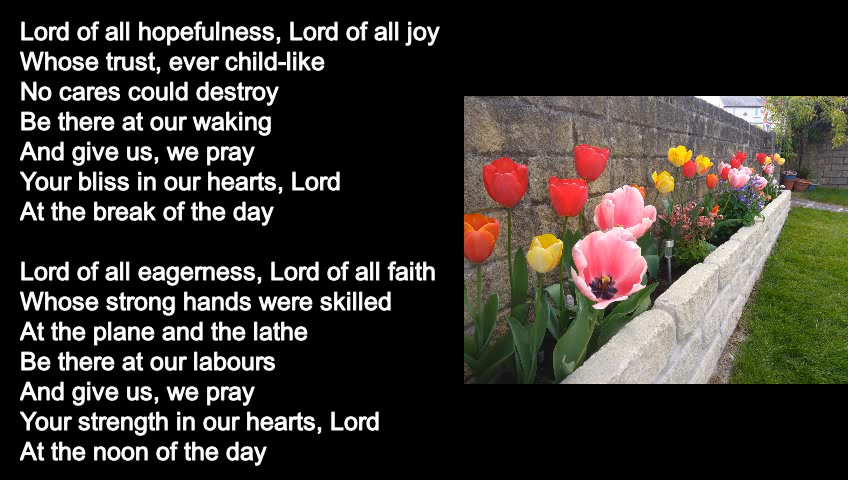 Lord of all hopefulness, Lord of all joy
Whose trust, ever child-like
No cares could destroy
Be there at our waking
And give us, we pray
Your bliss in our hearts, Lord
At the break of the day

Lord of all eagerness, Lord of all faith
Whose strong hands were skilled
At the plane and the lathe
Be there at our labours
And give us, we pray
Your strength in our hearts, Lord
At the noon of the day